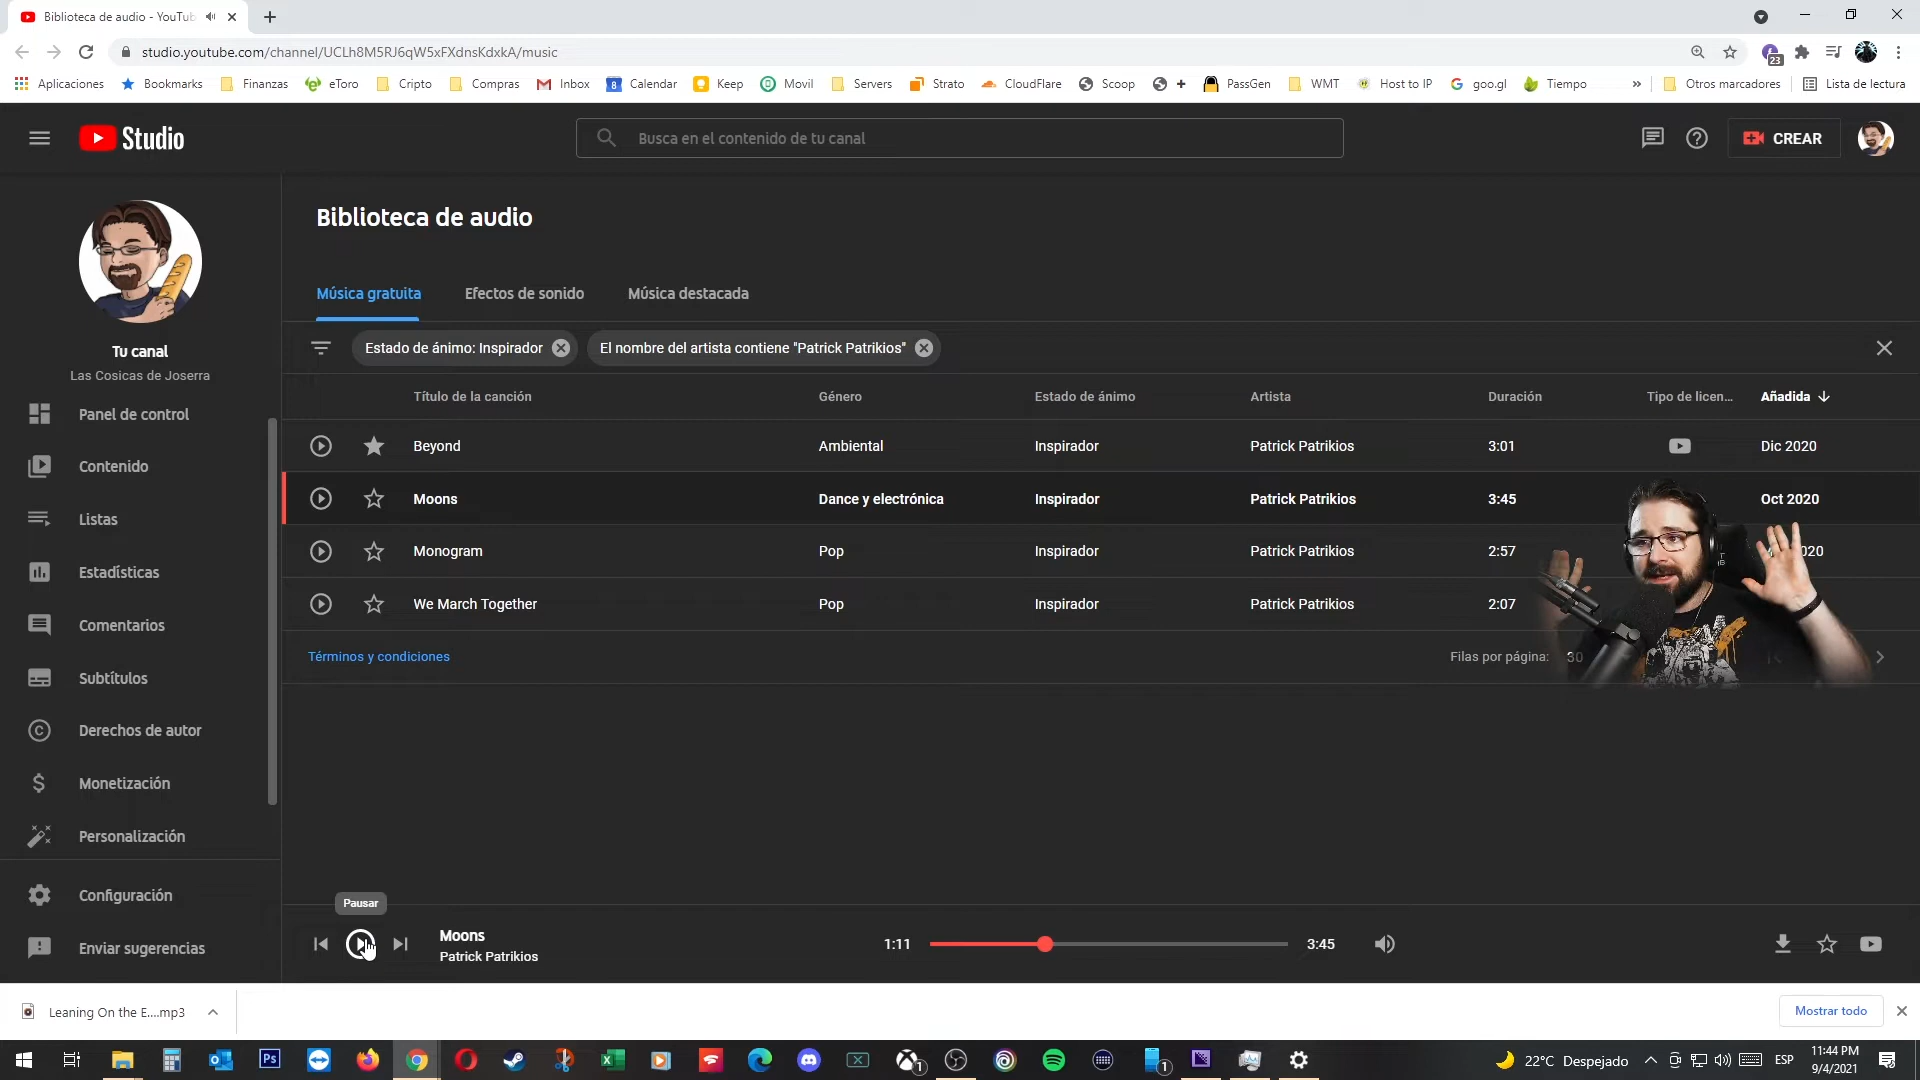 Biblioteca de audio - YouTub
studio.youtube.com/channel/UCLh8M5RJ6qW5xFXdnsKdxkA/music
23
Aplicaciones Bookmarks Finanzas eToro Cripto Compras Inbox 8 Calendar Keep Movil Servers Strato CloudFlare Scoop + PassGen WMT Host to IP goo.gl Tiempo » Otros marcadores Lista de lectura
Studio
Busca en el contenido de tu canal
CREAR
Tu canal
Las Cosicas de Joserra
Panel de control
Contenido
Listas
Estadísticas
Comentarios
Subtítulos
Derechos de autor
Monetización
Personalización
Configuración
Enviar sugerencias
Biblioteca de audio
Música gratuita Efectos de sonido Música destacada
Estado de ánimo: Inspirador El nombre del artista contiene "Patrick Patrikios"
Título de la canción Género Estado de ánimo Artista Duración Tipo de licen... Añadida
Beyond Ambiental Inspirador Patrick Patrikios 3:01 Dic 2020
Moons Dance y electrónica Inspirador Patrick Patrikios 3:45 Oct 2020
Monogram Pop Inspirador Patrick Patrikios 2:57 020
We March Together Pop Inspirador Patrick Patrikios 2:07
Términos y condiciones Filas por página: 30
Pausar
Moons
Patrick Patrikios
1:11 3:45
Leaning On the E....mp3
Mostrar todo
Ps
1
1
22°C Despejado
ESP
11:44 PM
9/4/2021